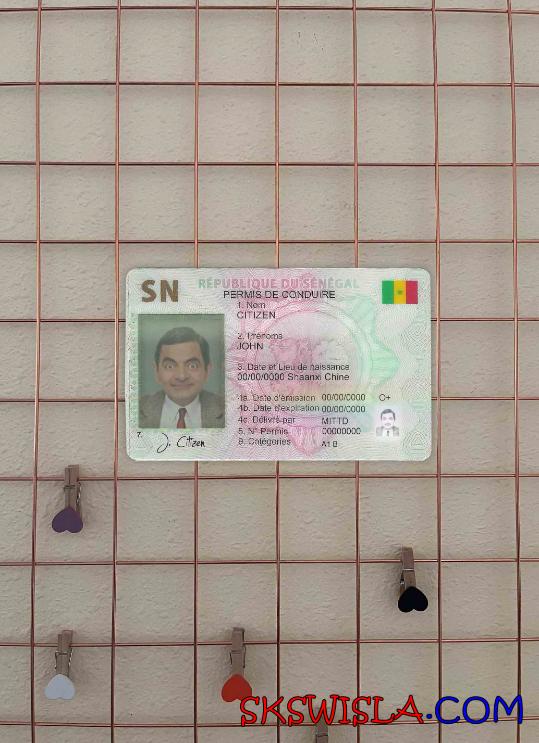 SN
RÉPUBLIQUE DU SÉNÉGAL
PERMIS DE CONDUIRE
1. Nom
CITIZEN
2. Prénoms
JOHN
3. Date et Lieu de naissance
00/00/0000 Shaanxi Chine
4a. Date d'émission 00/00/0000 O+
4b. Date d'expiration 00/00/0000
4c. Délivré par MITTD
5. N° Permis 00000000
9. Catégories A1 B
7.
J. Citizen
SKSWISLA.COM